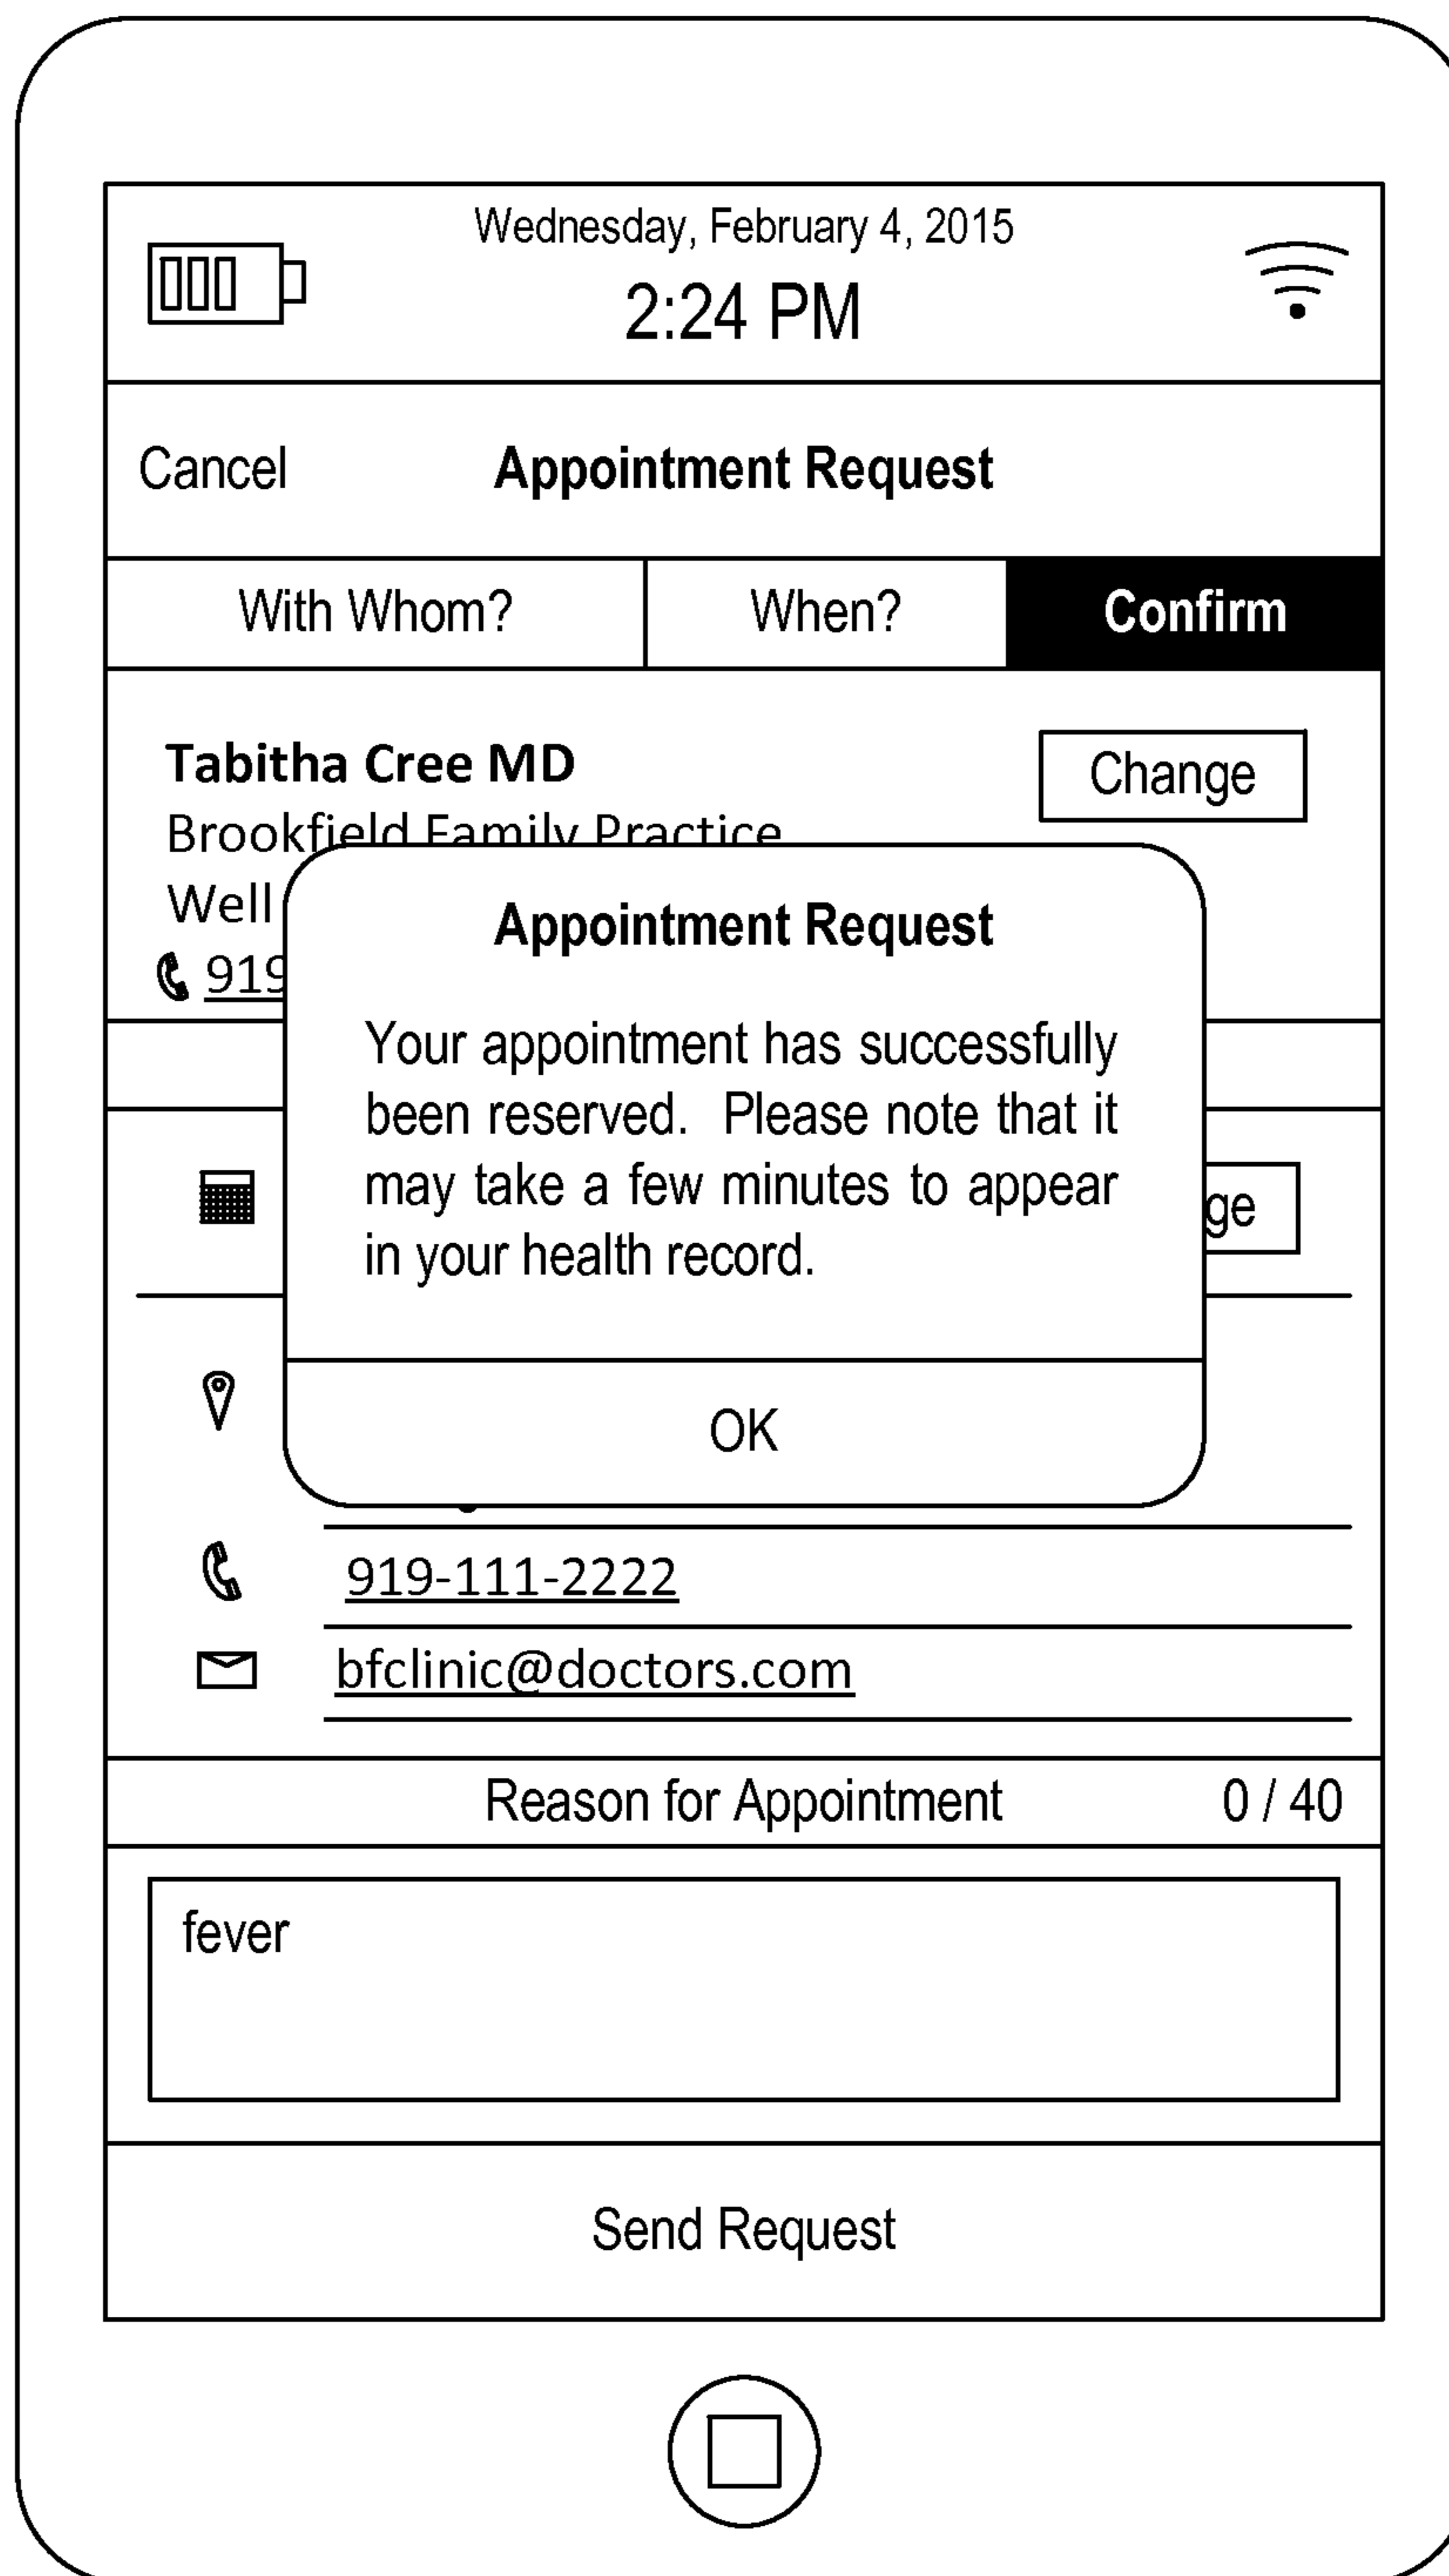 Wednesday, February 4, 2015
2:24 PM
Cancel Appointment Request
With Whom? When? Confirm
Tabitha Cree MD
Change
Brookfield Family Practice
Well
919
Appointment Request
Your appointment has successfully
been reserved. Please note that it
may take a few minutes to appear
in your health record.
ge
OK
919-111-2222
bfclinic@doctors.com
Reason for Appointment 0 / 40
fever
Send Request